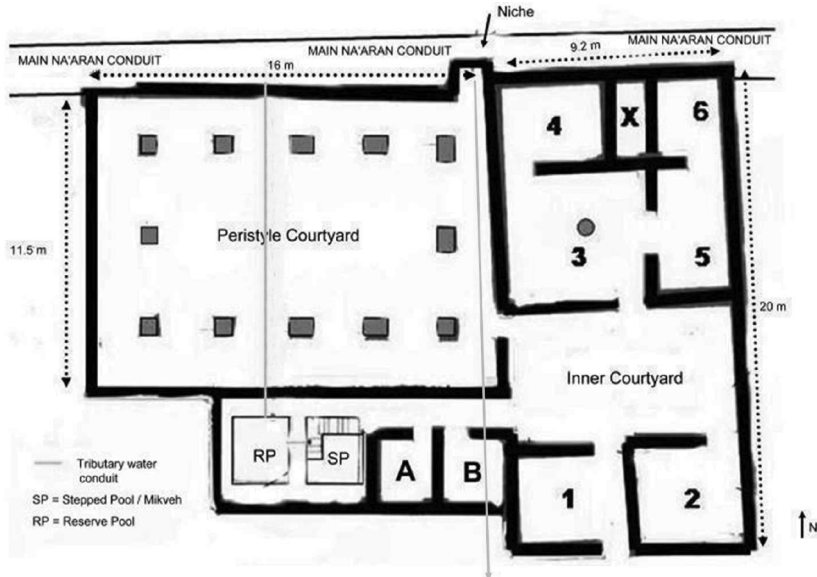 Niche
MAIN NA'ARAN CONDUIT
MAIN NA'ARAN CONDUIT
9.2 m
MAIN NA'ARAN CONDUIT
16 m
4
X
6
11.5 m
Peristyle Courtyard
3
5
20 m
Inner Courtyard
RP
SP
A
B
1
2
Tributary water
conduit
SP = Stepped Pool / Mikveh
RP = Reserve Pool
N